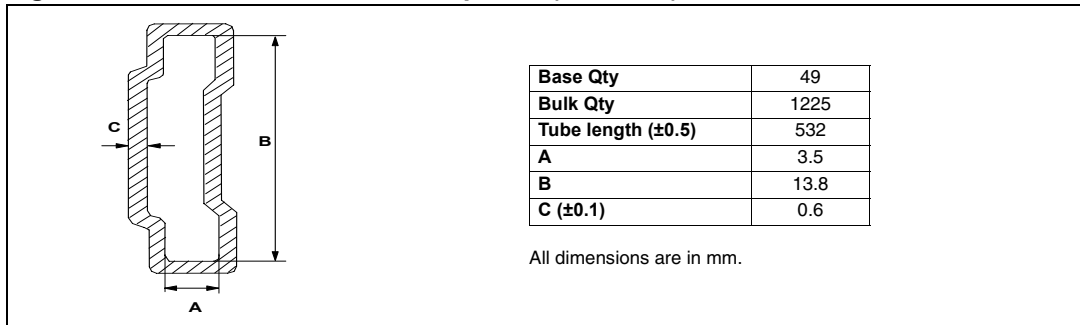 C
B
A
Base Qty 49
Bulk Qty 1225
Tube length (±0.5) 532
A 3.5
B 13.8
C (±0.1) 0.6
All dimensions are in mm.